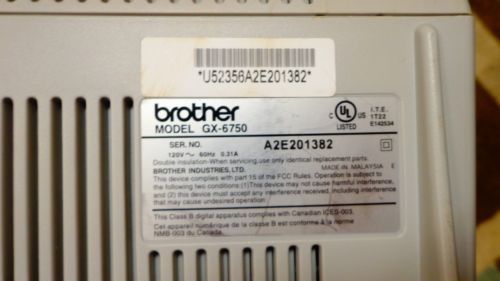 *U52356A2E201382*
brother
MODEL GX-6750
C UL US LISTED
I.T.E.
1T22
E142534
SER. NO. A2E201382
120V ~ 60Hz 0.31A
Double insulation-When servicing,use only identical replacement parts.
BROTHER INDUSTRIES, LTD. MADE IN MALAYSIA E
This device complies with part 15 of the FCC Rules. Operation is subject to
the following two conditions:(1)This device may not cause harmful interference,
and (2) this device must accept any interference received, including interference
that may cause undesired operation.
This Class B digital apparatus complies with Canadian ICES-003.
Cet appareil numérique de la classe B est conforme à la norme
NMB-003 du Canada.